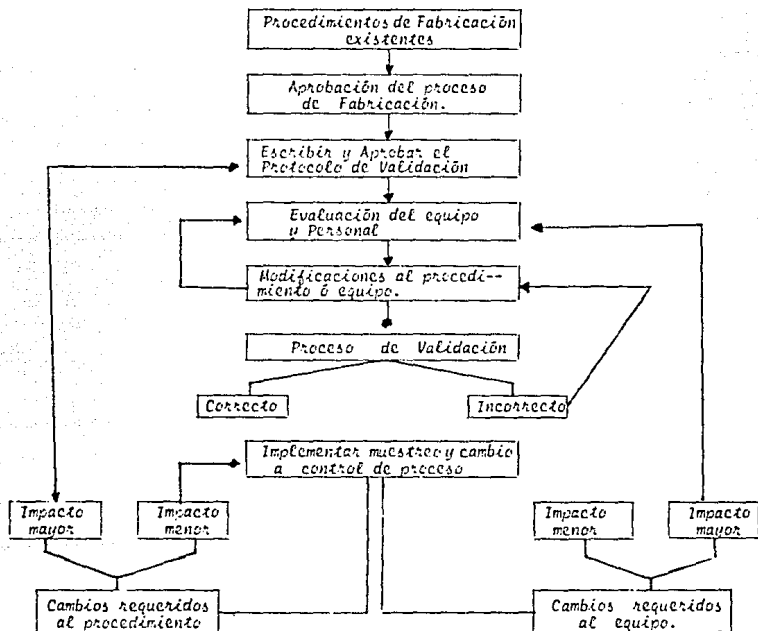 Procedimientos de Fabricación
existentes
Aprobación del proceso
de Fabricación.
Escribir y Aprobar el
Protocolo de Validación
Evaluación del equipo
y Personal
Modificaciones al procedi--
miento ó equipo.
Proceso de Validación
Correcto
Incorrecto
Implementar muestreo y cambio
a control de proceso
Impacto
mayor
Impacto
menor
Impacto
menor
Impacto
mayor
Cambios requeridos
al procedimiento
Cambios requeridos
al equipo.